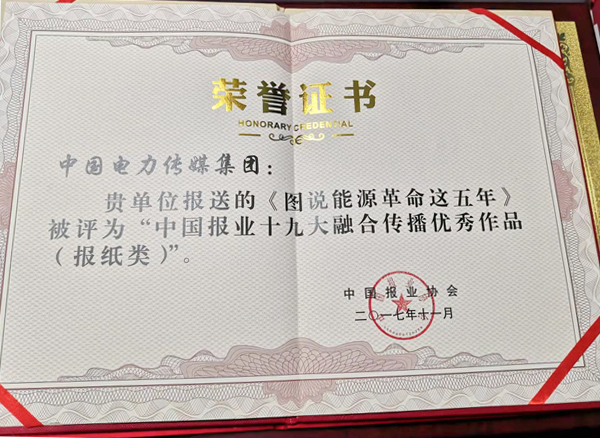 荣誉证书
HONORARY CREDENTIAL
中国电力传媒集团：
贵单位报送的《图说能源革命这五年》
被评为“中国报业十九大融合传播优秀作品
（报纸类）”。
中国报业协会
二〇一七年十一月